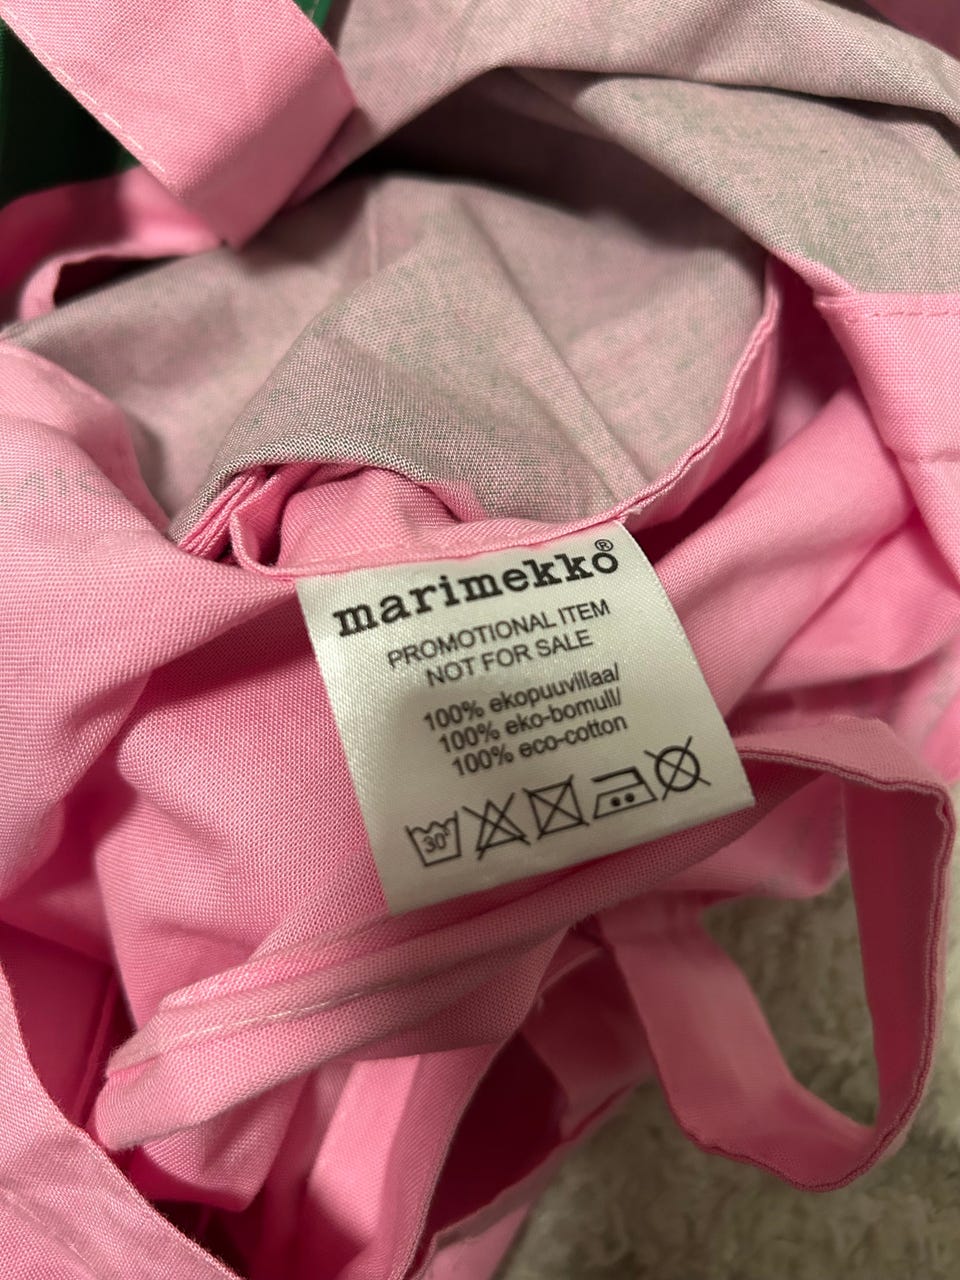 marimekko®
PROMOTIONAL ITEM
NOT FOR SALE
100% ekopuuvillaa/
100% eko-bomull/
100% eco-cotton
30°